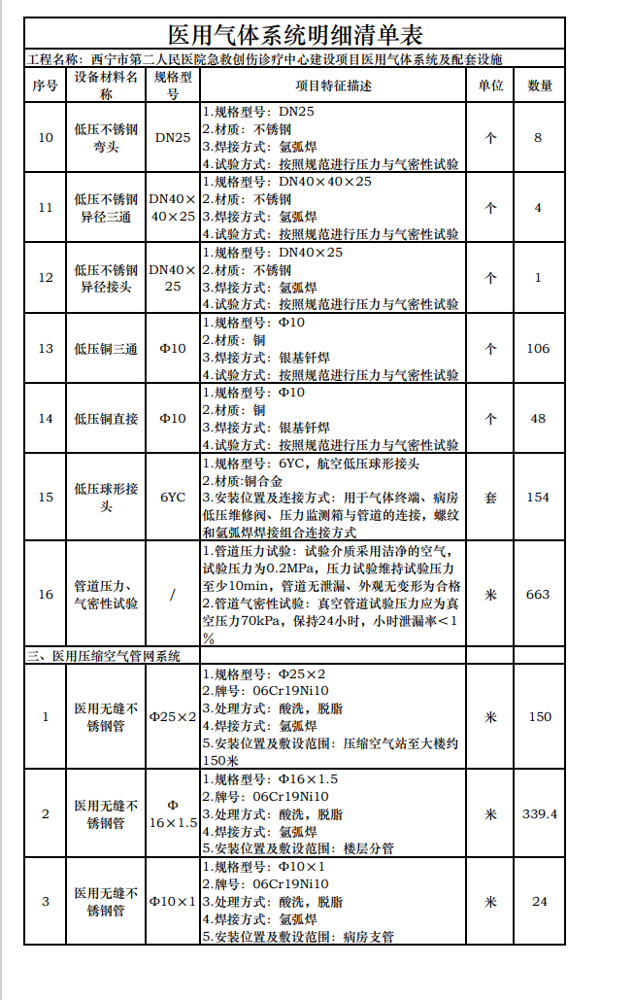 医用气体系统明细清单表
工程名称：西宁市第二人民医院急救创伤诊疗中心建设项目医用气体系统及配套设施
序号 设备材料名称 规格型号 项目特征描述 单位 数量
10 低压不锈钢弯头 DN25 个 8
1.规格型号：DN25
2.材质：不锈钢
3.焊接方式：氩弧焊
4.试验方式：按照规范进行压力与气密性试验
11 低压不锈钢异径三通 DN40×40×25 个 4
1.规格型号：DN40×40×25
2.材质：不锈钢
3.焊接方式：氩弧焊
4.试验方式：按照规范进行压力与气密性试验
12 低压不锈钢异径接头 DN40×25 个 1
1.规格型号：DN40×25
2.材质：不锈钢
3.焊接方式：氩弧焊
4.试验方式：按照规范进行压力与气密性试验
13 低压铜三通 Φ10 个 106
1.规格型号：Φ10
2.材质：铜
3.焊接方式：银基钎焊
4.试验方式：按照规范进行压力与气密性试验
14 低压铜直接 Φ10 个 48
1.规格型号：Φ10
2.材质：铜
3.焊接方式：银基钎焊
4.试验方式：按照规范进行压力与气密性试验
15 低压球形接头 6YC 套 154
1.规格型号：6YC，航空低压球形接头
2.材质:铜合金
3.安装位置及连接方式：用于气体终端、病房
低压维修阀、压力监测箱与管道的连接，螺纹
和氩弧焊焊接组合连接方式
16 管道压力、气密性试验 / 米 663
1.管道压力试验：试验介质采用洁净的空气，
试验压力为0.2MPa，压力试验维持试验压力
至少10min，管道无泄漏、外观无变形为合格
2.管道气密性试验：真空管道试验压力应为真
空压力70kPa，保持24小时，小时泄漏率＜1
%
三、医用压缩空气管网系统
1 医用无缝不锈钢管 Φ25×2 米 150
1.规格型号：Φ25×2
2.牌号：06Cr19Ni10
3.处理方式：酸洗，脱脂
4.焊接方式：氩弧焊
5.安装位置及敷设范围：压缩空气站至大楼约
150米
2 医用无缝不锈钢管 Φ16×1.5 米 339.4
1.规格型号：Φ16×1.5
2.牌号：06Cr19Ni10
3.处理方式：酸洗，脱脂
4.焊接方式：氩弧焊
5.安装位置及敷设范围：楼层分管
3 医用无缝不锈钢管 Φ10×1 米 24
1.规格型号：Φ10×1
2.牌号：06Cr19Ni10
3.处理方式：酸洗，脱脂
4.焊接方式：氩弧焊
5.安装位置及敷设范围：病房支管